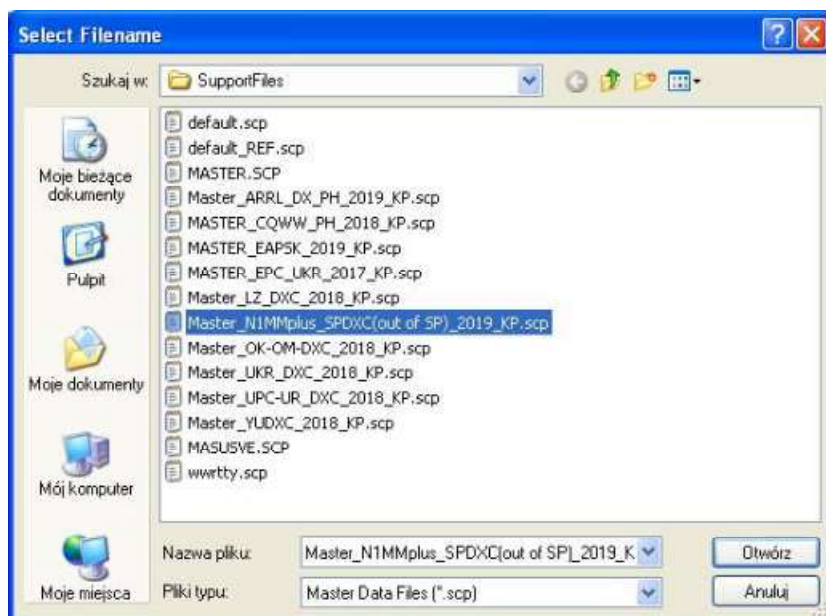 Select Filename
Szukaj w: SupportFiles
Moje bieżące
dokumenty
Pulpit
Moje dokumenty
Mój komputer
Moje miejsca
default.scp
default_REF.scp
MASTER.SCP
Master_ARRL_DX_PH_2019_KP.scp
MASTER_CQWW_PH_2018_KP.scp
MASTER_EAPSK_2019_KP.scp
MASTER_EPC_UKR_2017_KP.scp
Master_LZ_DXC_2018_KP.scp
Master_N1MMplus_SPDXC(out of SP)_2019_KP.scp
Master_OK-OM-DXC_2018_KP.scp
Master_UKR_DXC_2018_KP.scp
Master_UPC-UR_DXC_2018_KP.scp
Master_YUDXC_2018_KP.scp
MASUSVE.SCP
wwrtty.scp
Nazwa pliku: Master_N1MMplus_SPDXC(out of SP)_2019_K Otwórz
Pliki typu: Master Data Files (*.scp) Anuluj